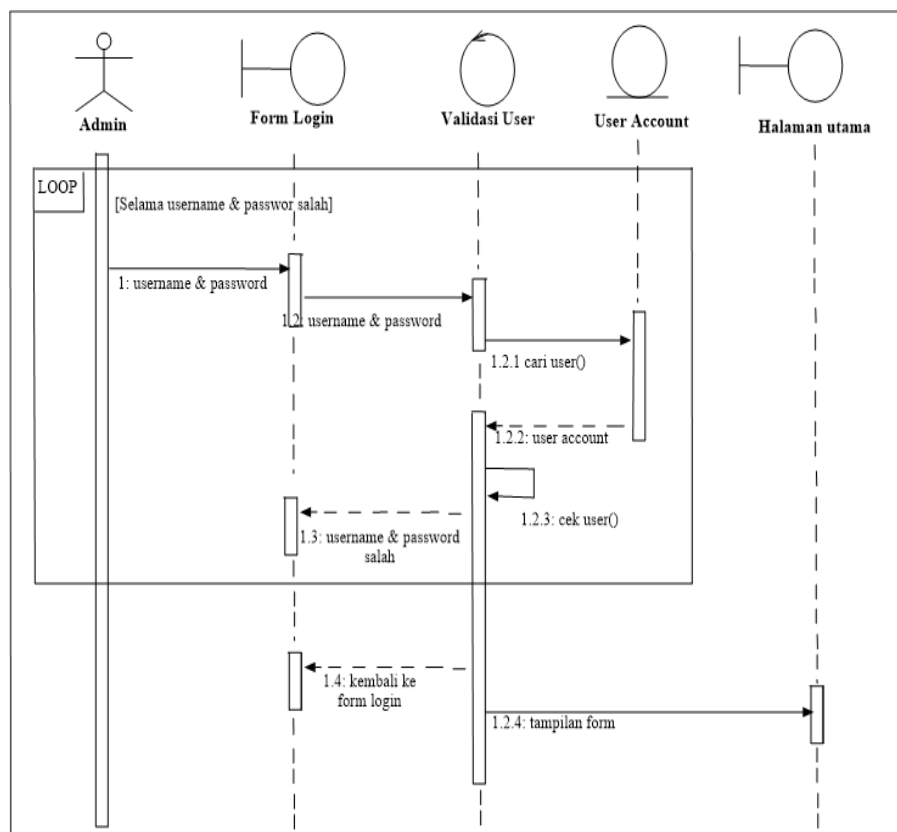 Admin
Form Login
Validasi User
User Account
Halaman utama
LOOP
[Selama username & passwor salah]
1: username & password
1.2: username & password
1.2.1 cari user()
1.2.2: user account
1.2.3: cek user()
1.3: username & password
salah
1.4: kembali ke
form login
1.2.4: tampilan form